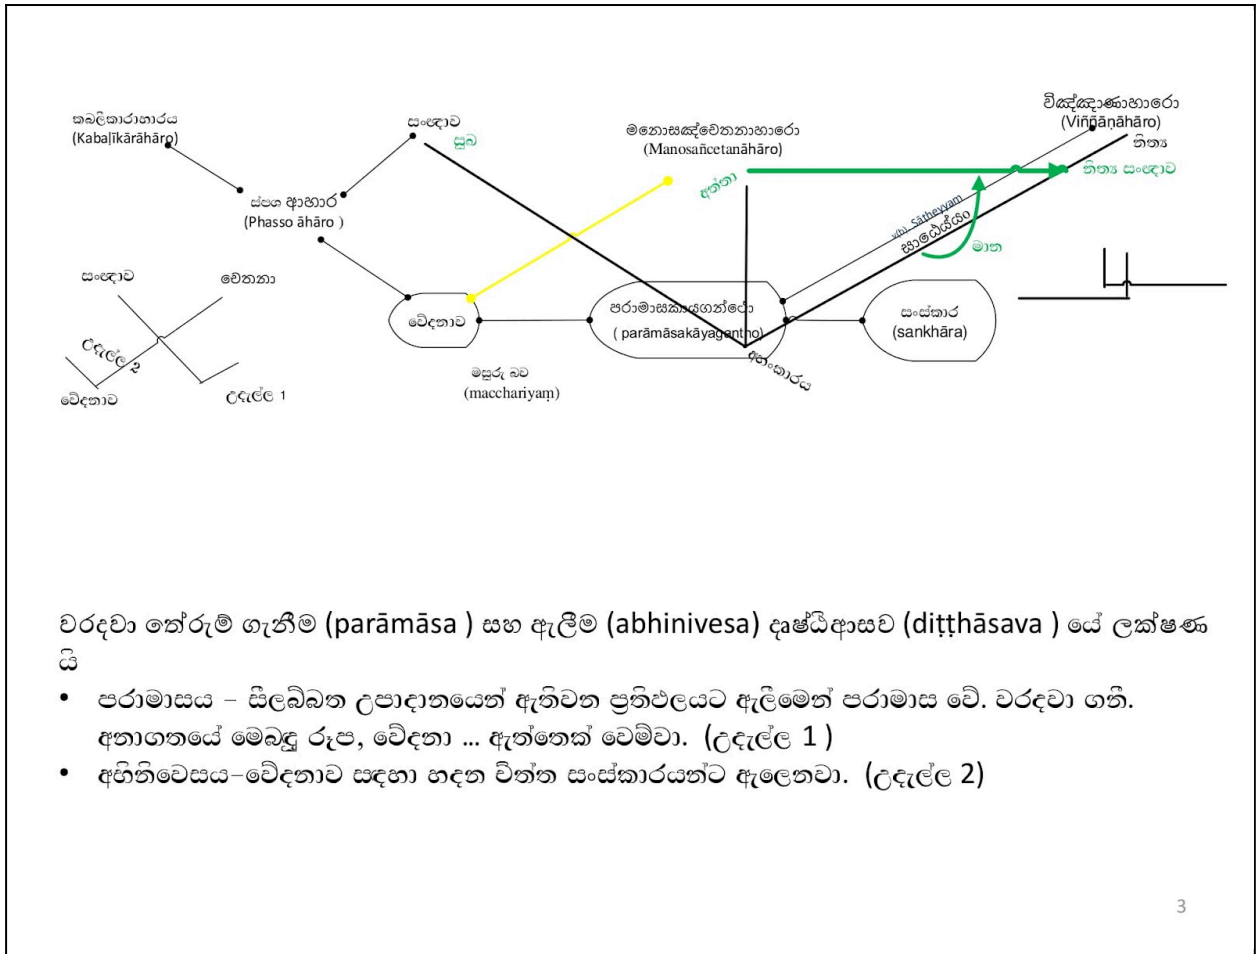 කබලීකාරාහාරය
(Kabaḷīkārāhāro)
සංඥාව
සුබ
මනොසඤ්චෙතනාහාරො
(Manosañcetanāhāro)
විඤ්ඤාණාහාරො
(Viññāṇāhāro)
නිත්‍ය
නිත්‍ය සංඥාව
අත්තා
ස්පශ ආහාර
(Phasso āhāro )
Sātheyyam
සාඨෙය්යං
මාන
සංඥාව
චේතනා
උදැල්ල 2
වේදනාව
උදැල්ල 1
වේදනාව
පරාමාසකායගන්ථො
( parāmāsakāyagantho)
සංස්කාර
(sankhāra)
අහංකාරය
මසුරු බව
(macchariyaṃ)
වරදවා තේරුම් ගැනීම (parāmāsa ) සහ ඇලීම (abhinivesa) දෘෂ්ඨිආසව (diṭṭhāsava ) යේ ලක්ෂණ
යි
• පරාමාසය – සීලබ්බත උපාදානයෙන් ඇතිවන ප්‍රතිඵලයට ඇලීමෙන් පරාමාස වේ. වරදවා ගනී.
අනාගතයේ මෙබඳු රූප, වේදනා ... ඇත්තෙක් වෙම්වා. (උදැල්ල 1 )
• අභිනිවෙසය–වේදනාව සඳහා හදන චිත්ත සංස්කාරයන්ට ඇලෙනවා. (උදැල්ල 2)
3